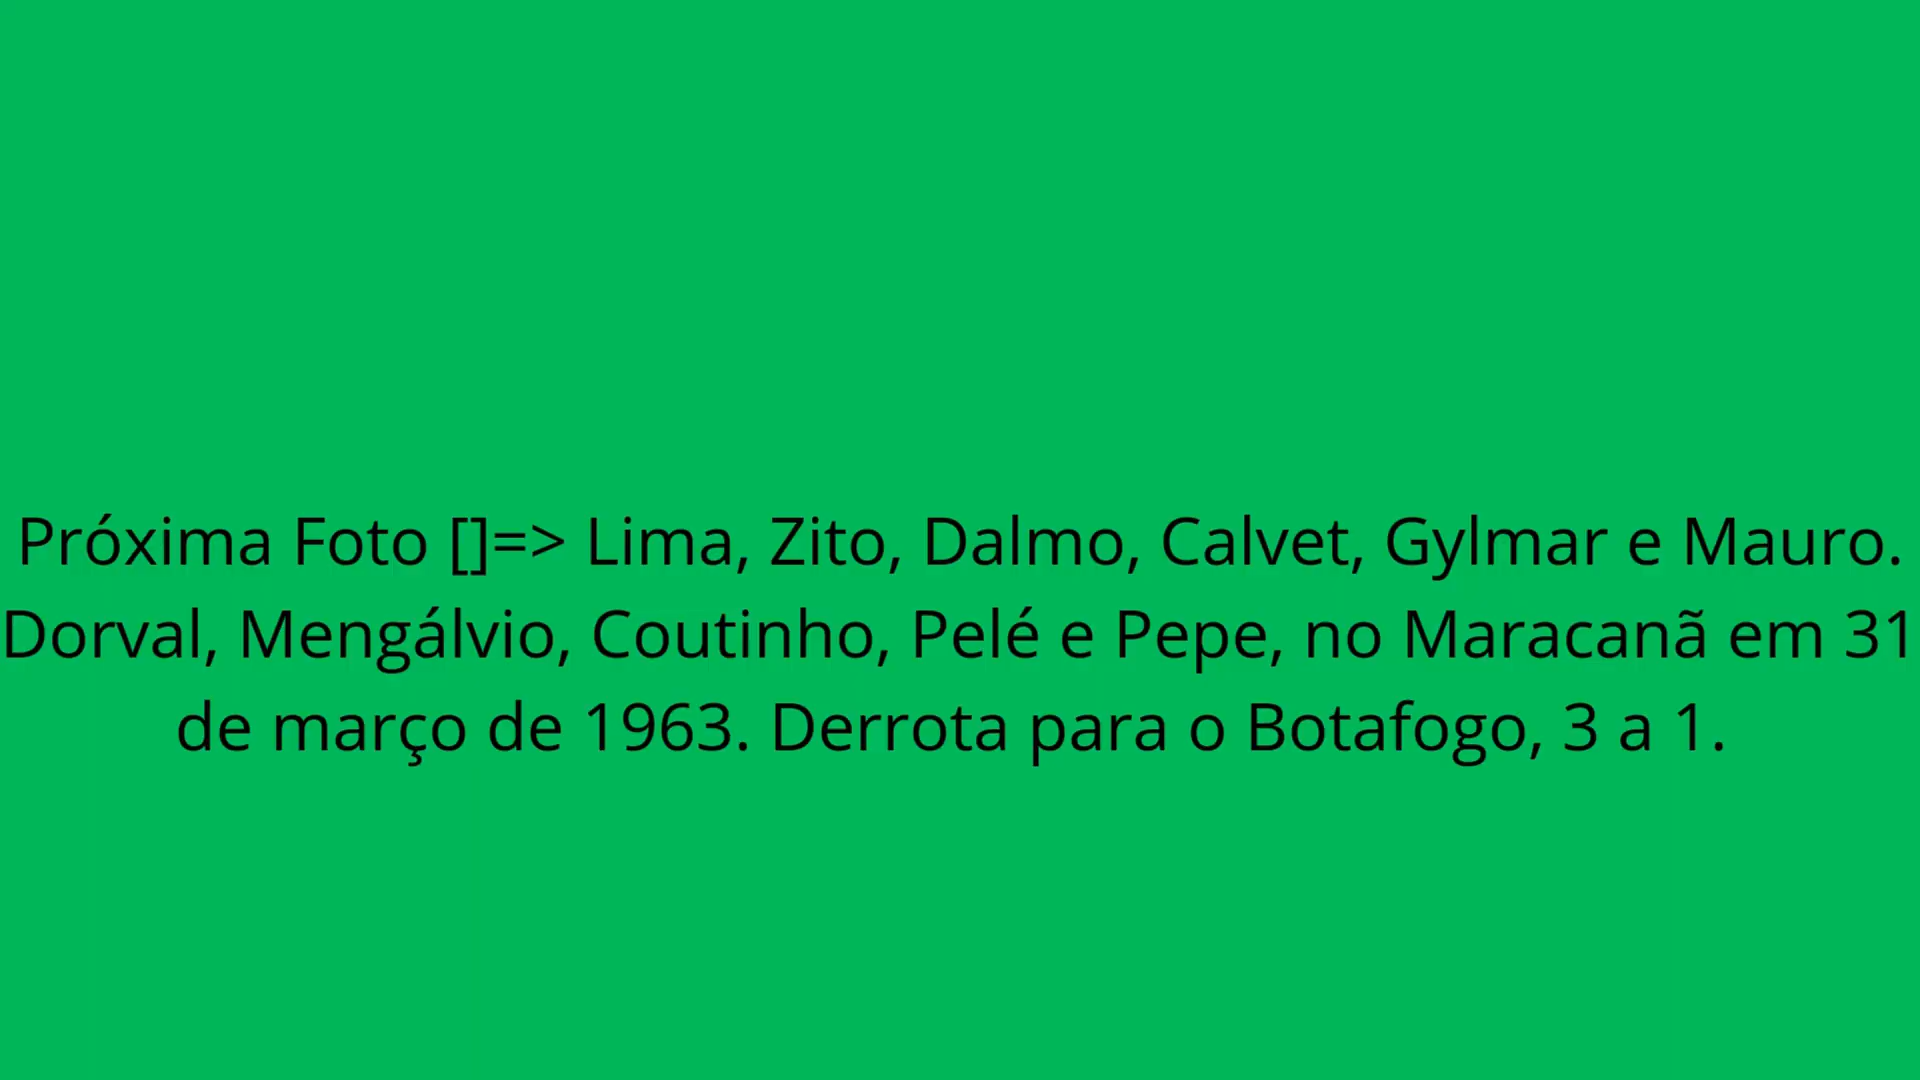 Próxima Foto []=> Lima, Zito, Dalmo, Calvet, Gylmar e Mauro.
Dorval, Mengálvio, Coutinho, Pelé e Pepe, no Maracanã em 31
de março de 1963. Derrota para o Botafogo, 3 a 1.